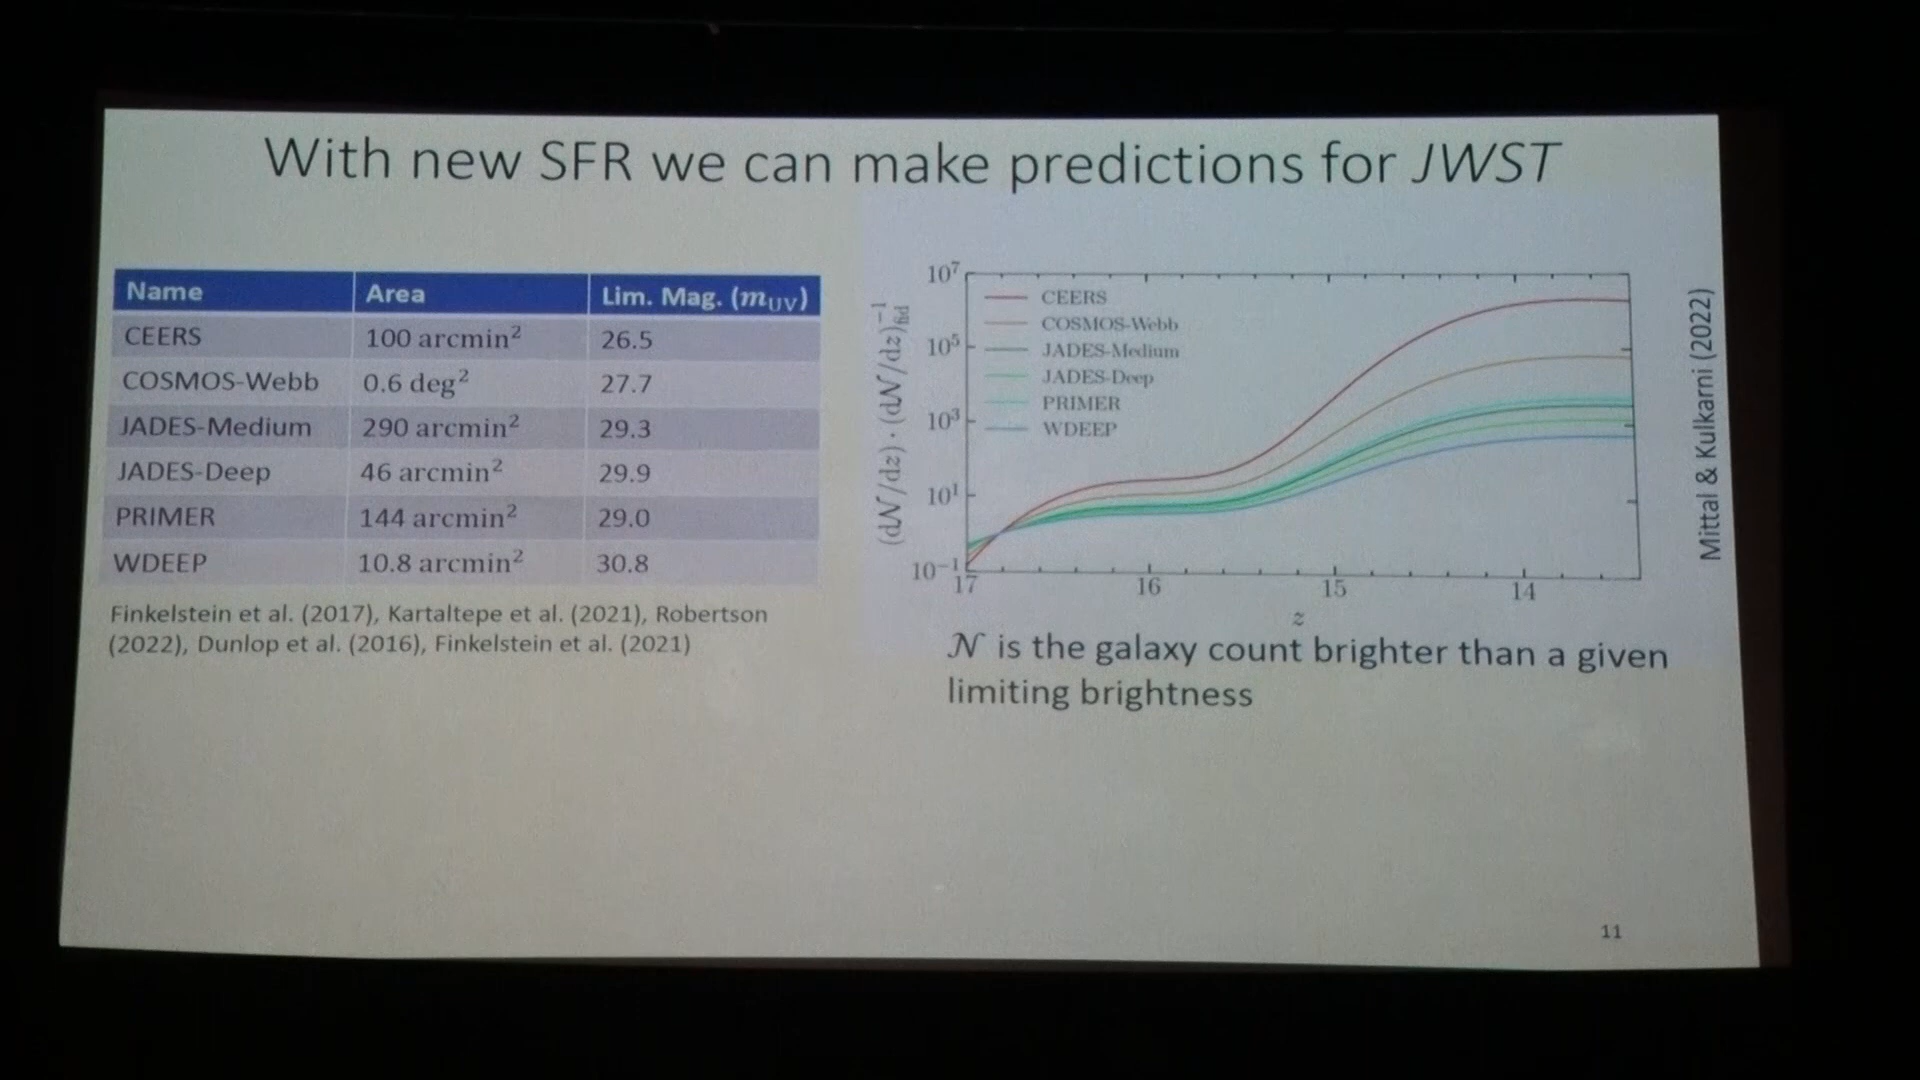 With new SFR we can make predictions for JWST
Name Area Lim. Mag. (m_UV)
CEERS 100 arcmin² 26.5
COSMOS-Webb 0.6 deg² 27.7
JADES-Medium 290 arcmin² 29.3
JADES-Deep 46 arcmin² 29.9
PRIMER 144 arcmin² 29.0
WDEEP 10.8 arcmin² 30.8
Finkelstein et al. (2017), Kartaltepe et al. (2021), Robertson
(2022), Dunlop et al. (2016), Finkelstein et al. (2021)
(d𝒩/dz) · (d𝒩/dz)⁻¹_fid
10⁷
10⁵
10³
10¹
10⁻¹
CEERS
COSMOS-Webb
JADES-Medium
JADES-Deep
PRIMER
WDEEP
17 16 15 14
z
Mittal & Kulkarni (2022)
𝒩 is the galaxy count brighter than a given
limiting brightness
11